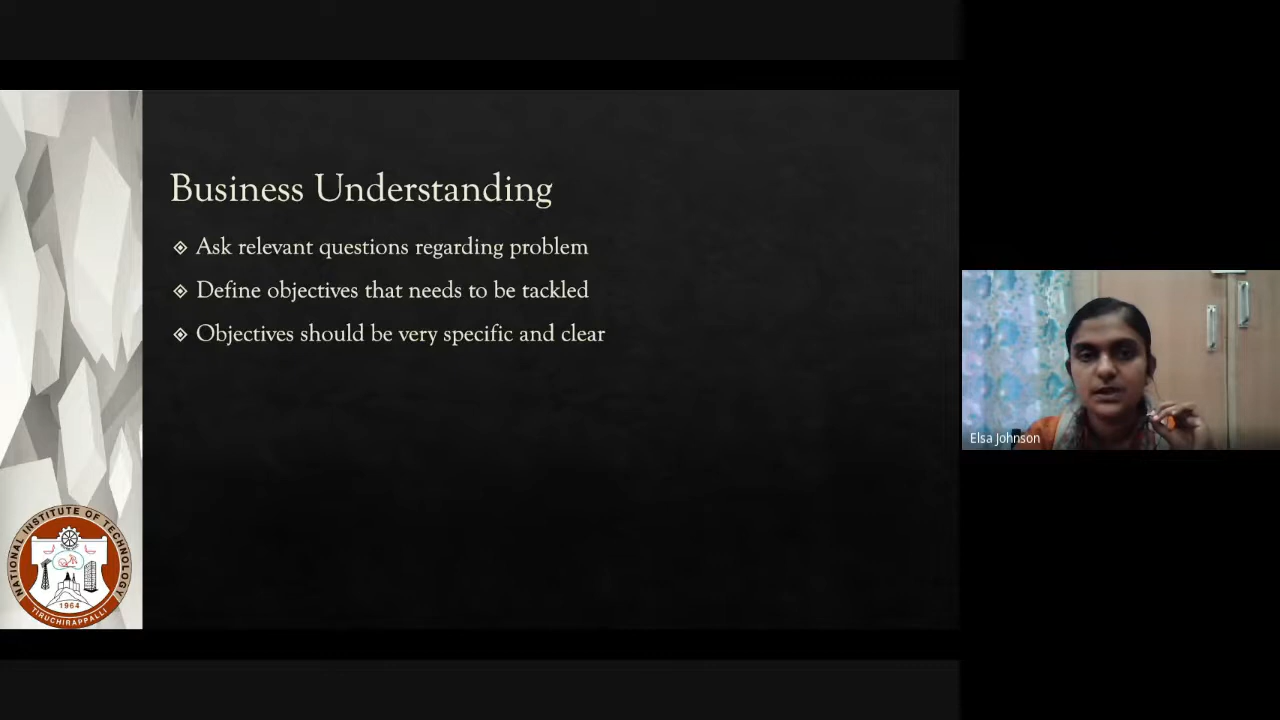 Business Understanding
Ask relevant questions regarding problem
Define objectives that needs to be tackled
Objectives should be very specific and clear
Elsa Johnson
NATIONAL INSTITUTE OF TECHNOLOGY
1964
TIRUCHIRAPPALLI